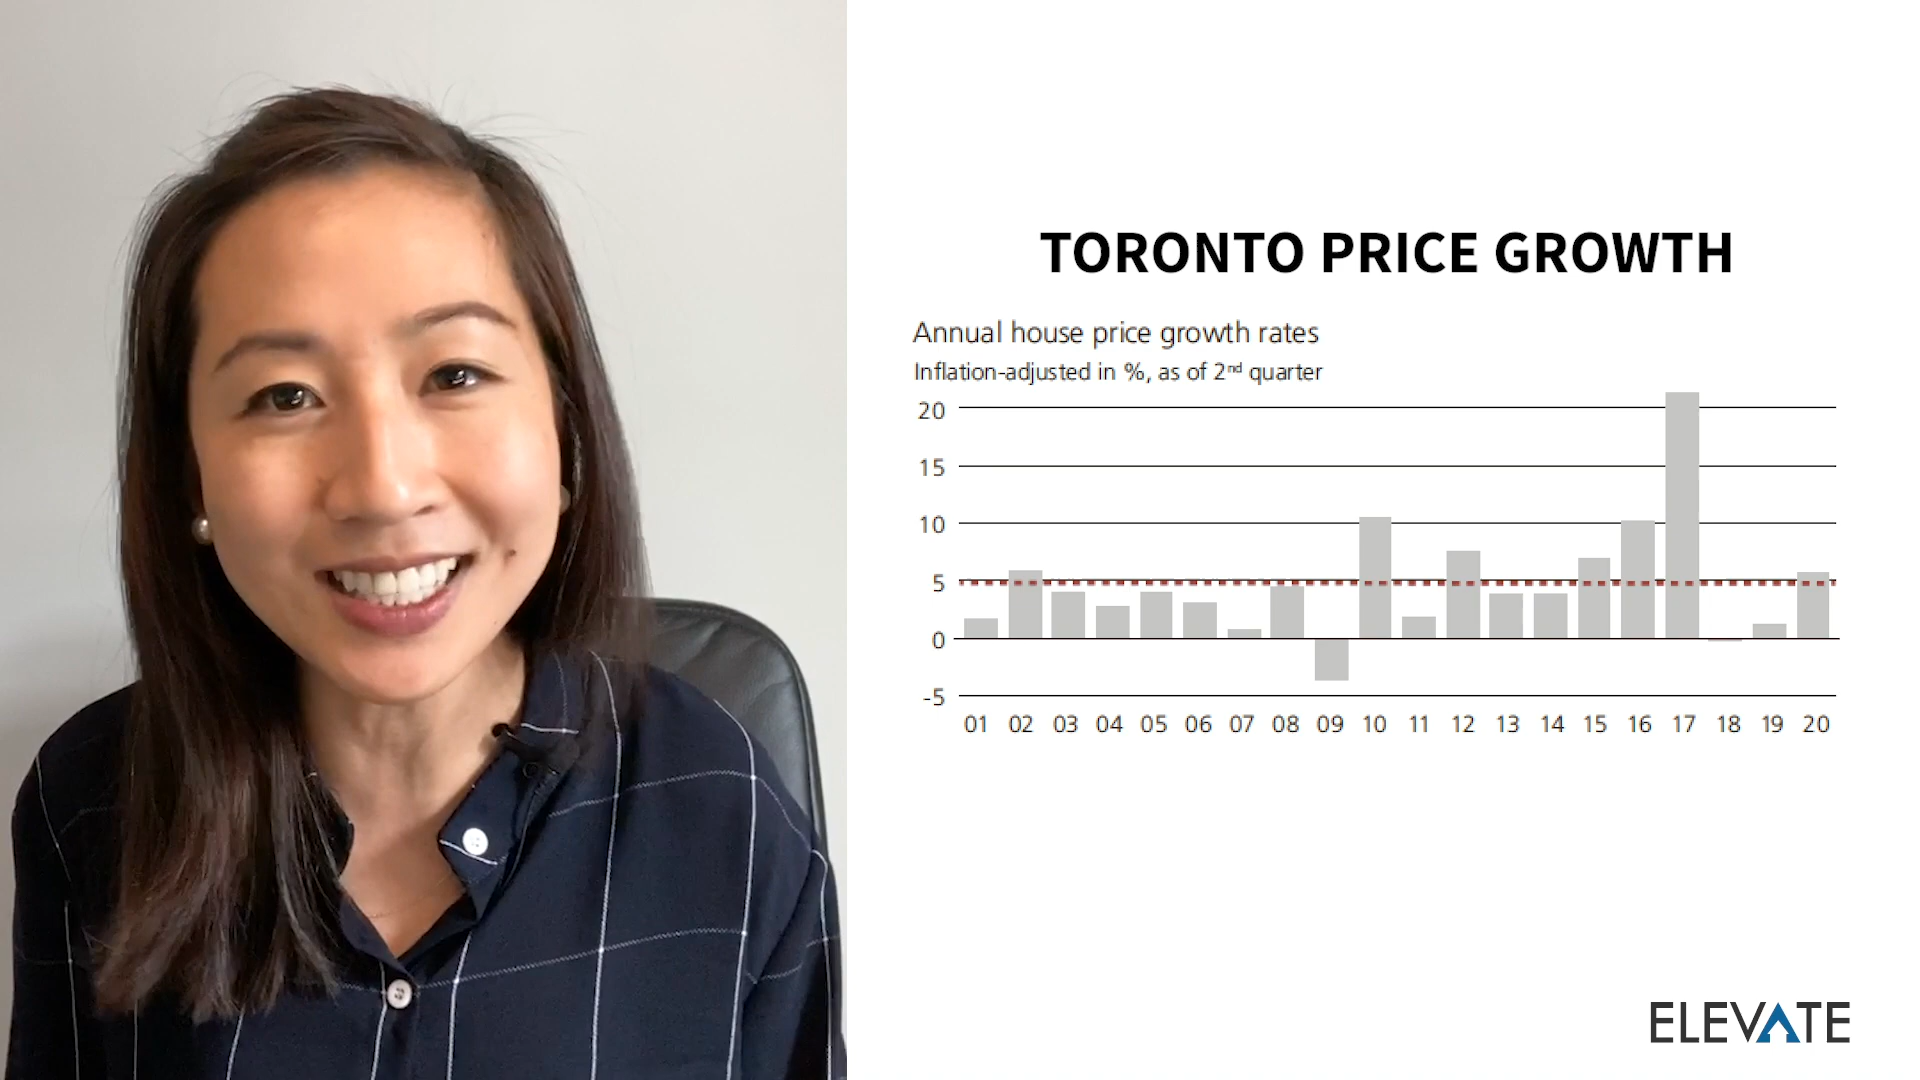 TORONTO PRICE GROWTH
Annual house price growth rates
Inflation-adjusted in %, as of 2nd quarter
20
15
10
5
0
-5
01 02 03 04 05 06 07 08 09 10 11 12 13 14 15 16 17 18 19 20
ELEVATE